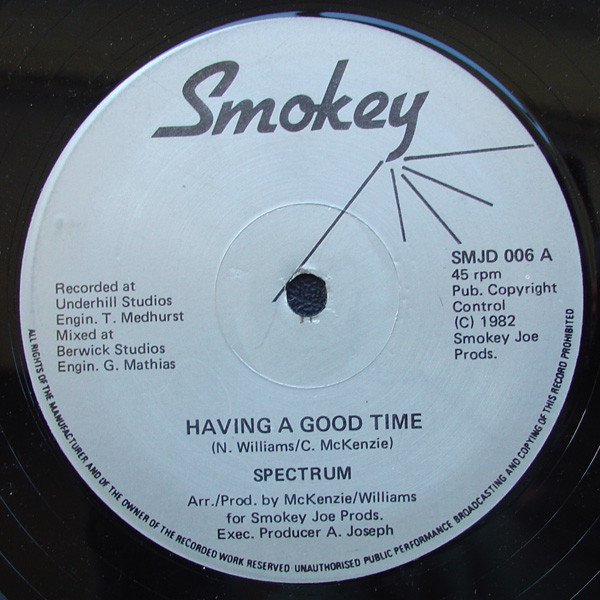 Smokey
SMJD 006 A
45 rpm
Pub. Copyright
Control
(C) 1982
Smokey Joe
Prods.
Recorded at
Underhill Studios
Engin. T. Medhurst
Mixed at
Berwick Studios
Engin. G. Mathias
HAVING A GOOD TIME
(N. Williams/C. McKenzie)
SPECTRUM
Arr./Prod. by McKenzie/Williams
for Smokey Joe Prods.
Exec. Producer A. Joseph
ALL RIGHTS OF THE MANUFACTURER AND OF THE OWNER OF THE RECORDED WORK RESERVED UNAUTHORISED PUBLIC PERFORMANCE BROADCASTING AND COPYING OF THIS RECORD PROHIBITED